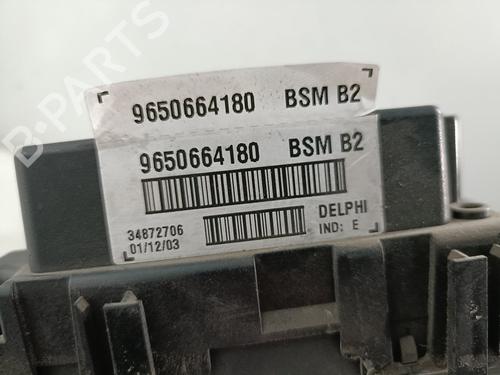 B-PARTS
9650664180 BSM B2
9650664180 BSM B2
34872706
01/12/03
DELPHI
IND: E